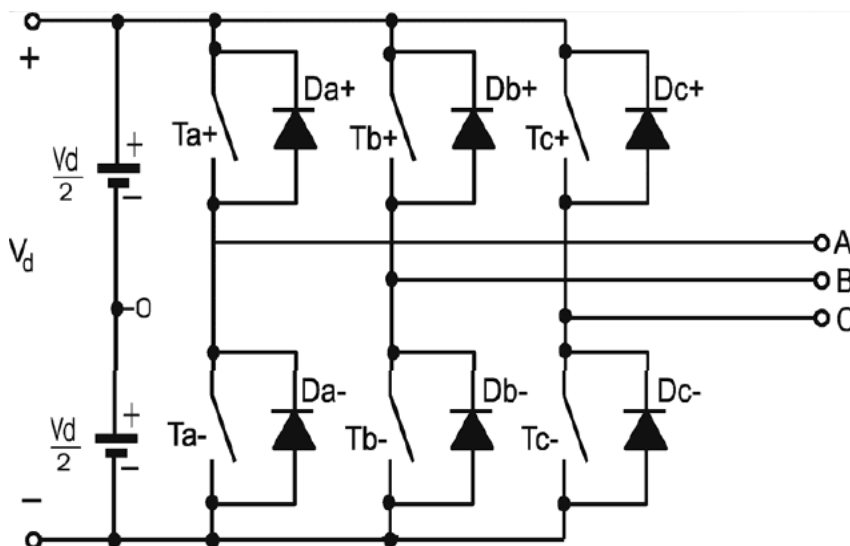 +
Da+
Db+
Dc+
Ta+
Tb+
Tc+
Vd
2
+
−
A
Vd
B
-o
C
Da-
Db-
Dc-
Ta-
Tb-
Tc-
Vd
2
+
−
−